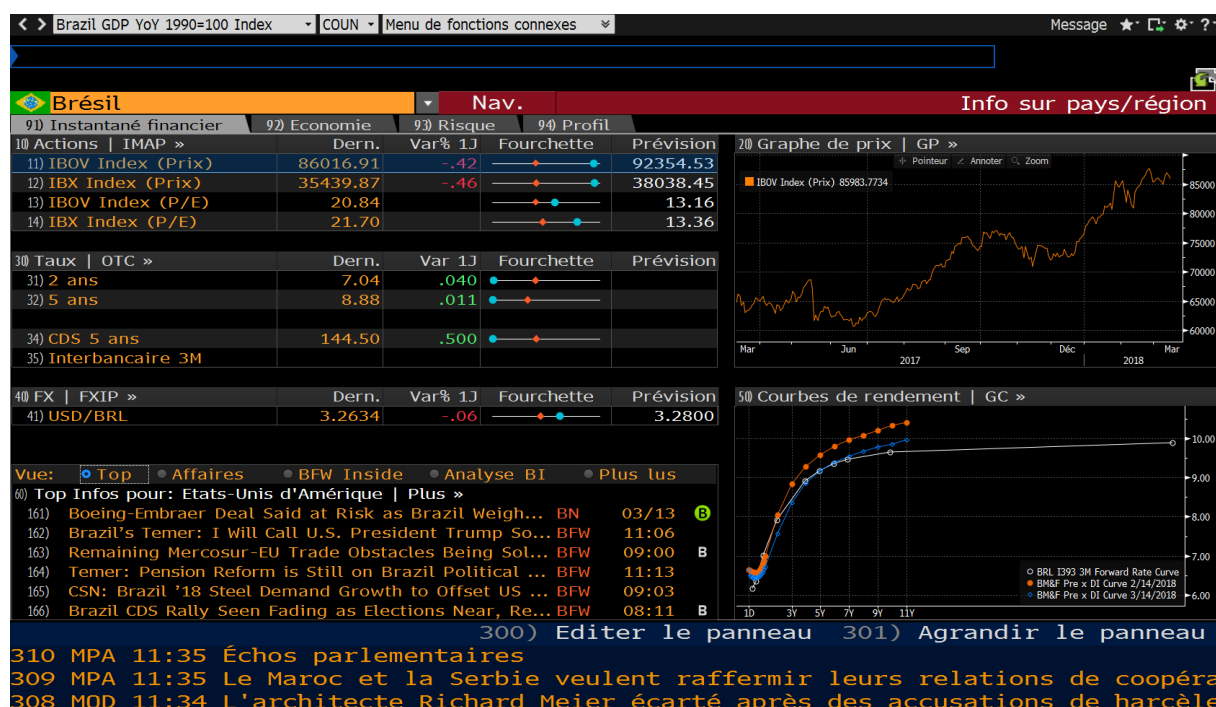 Brazil GDP YoY 1990=100 Index COUN Menu de fonctions connexes Message ?
Brésil Nav. Info sur pays/région
91) Instantané financier 92) Economie 93) Risque 94) Profil
10) Actions | IMAP » Dern. Var% 1J Fourchette Prévision
11) IBOV Index (Prix) 86016.91 -.42 92354.53
12) IBX Index (Prix) 35439.87 -.46 38038.45
13) IBOV Index (P/E) 20.84 13.16
14) IBX Index (P/E) 21.70 13.36
30) Taux | OTC » Dern. Var 1J Fourchette Prévision
31) 2 ans 7.04 .040
32) 5 ans 8.88 .011
34) CDS 5 ans 144.50 .500
35) Interbancaire 3M
40) FX | FXIP » Dern. Var% 1J Fourchette Prévision
41) USD/BRL 3.2634 -.06 3.2800
20) Graphe de prix | GP »
Pointeur Annoter Zoom
IBOV Index (Prix) 85983.7734
85000
80000
75000
70000
65000
60000
Mar Jun Sep Déc Mar
2017 2018
50) Courbes de rendement | GC »
10.00
9.00
8.00
7.00
6.00
BRL I393 3M Forward Rate Curve
BM&F Pre x DI Curve 2/14/2018
BM&F Pre x DI Curve 3/14/2018
1D 3Y 5Y 7Y 9Y 11Y
Vue: Top Affaires BFW Inside Analyse BI Plus lus
60) Top Infos pour: Etats-Unis d'Amérique | Plus »
161) Boeing-Embraer Deal Said at Risk as Brazil Weigh... BN 03/13 B
162) Brazil's Temer: I Will Call U.S. President Trump So... BFW 11:06
163) Remaining Mercosur-EU Trade Obstacles Being Sol... BFW 09:00 B
164) Temer: Pension Reform is Still on Brazil Political ... BFW 11:13
165) CSN: Brazil '18 Steel Demand Growth to Offset US ... BFW 09:03
166) Brazil CDS Rally Seen Fading as Elections Near, Re... BFW 08:11 B
300) Editer le panneau 301) Agrandir le panneau
310 MPA 11:35 Échos parlementaires
309 MPA 11:35 Le Maroc et la Serbie veulent raffermir leurs relations de coopéra
308 MOD 11:34 L'architecte Richard Meier écarté après des accusations de harcèle